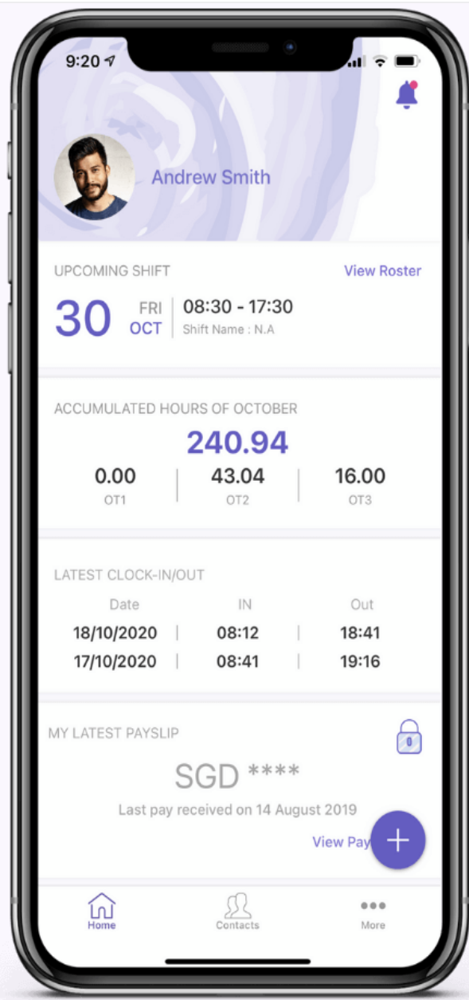 9:20
Andrew Smith
UPCOMING SHIFT View Roster
30 FRI OCT 08:30 - 17:30
Shift Name : N.A
ACCUMULATED HOURS OF OCTOBER
240.94
0.00 43.04 16.00
OT1 OT2 OT3
LATEST CLOCK-IN/OUT
Date IN Out
18/10/2020 | 08:12 | 18:41
17/10/2020 | 08:41 | 19:16
MY LATEST PAYSLIP
0
SGD ****
Last pay received on 14 August 2019
View Pay
+
Home Contacts More